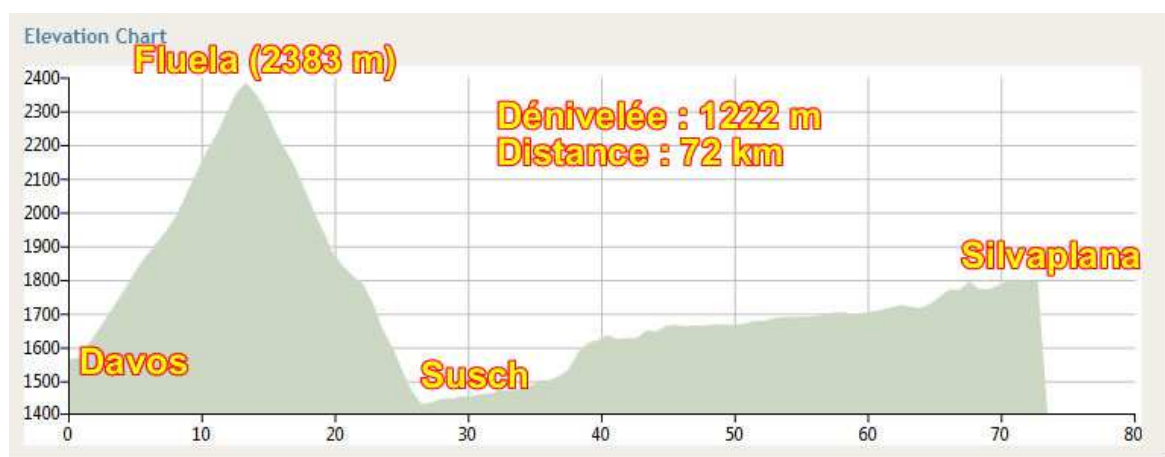 Elevation Chart
Fluela (2383 m)
2400
2300
Dénivelée : 1222 m
2200
Distance : 72 km
2100
2000
1900
Silvaplana
1800
1700
1600
Davos
Susch
1500
1400
0 10 20 30 40 50 60 70 80